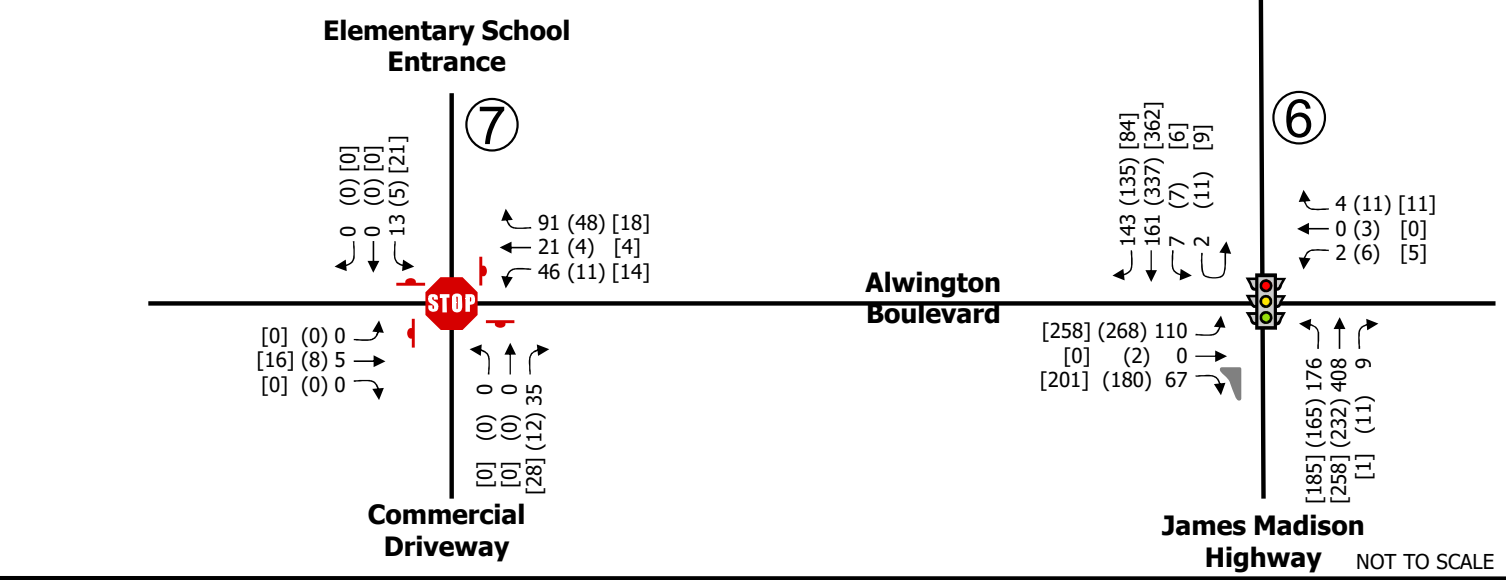 Elementary School
Entrance
7
0 (0) [0]
0 (0) [0]
13 (5) [21]
91 (48) [18]
21 (4) [4]
46 (11) [14]
STOP
[0] (0) 0
[16] (8) 5
[0] (0) 0
[0] (0) 0
[0] (0) 0
[28] (12) 35
Commercial
Driveway
Alwington
Boulevard
6
143 (135) [84]
161 (337) [362]
7 (7) [6]
2 (11) [9]
4 (11) [11]
0 (3) [0]
2 (6) [5]
[258] (268) 110
[0] (2) 0
[201] (180) 67
[185] (165) 176
[258] (232) 408
[1] (11) 9
James Madison
Highway
NOT TO SCALE